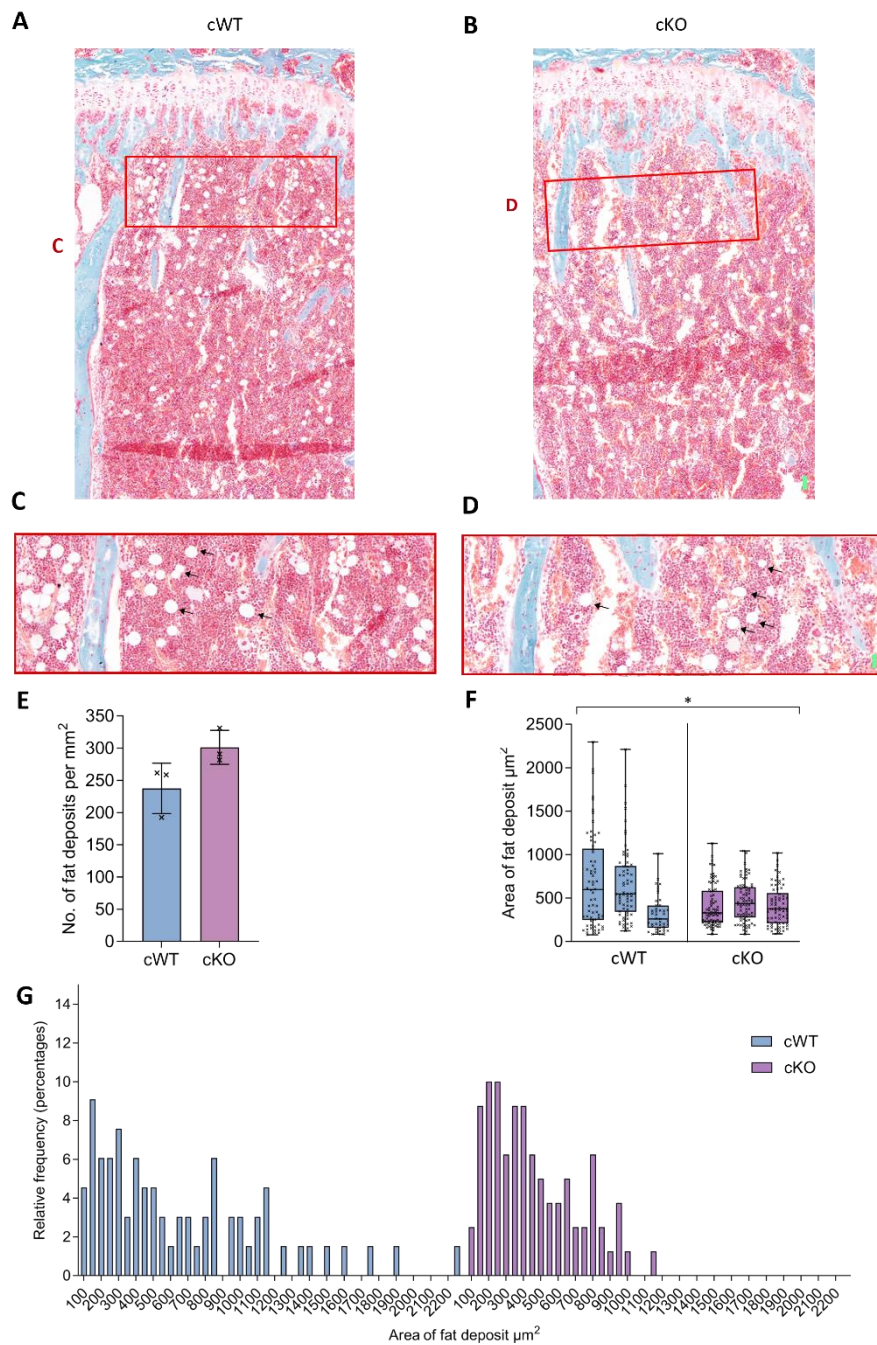 A
cWT
B
cKO
C
D
C
D
E
No. of fat deposits per mm²
350
300
250
200
150
100
50
0
cWT
cKO
F
*
Area of fat deposit µm²
2500
2000
1500
1000
500
0
cWT
cKO
G
Relative frequency (percentages)
14
12
10
8
6
4
2
0
cWT
cKO
100 200 300 400 500 600 700 800 900 1000 1100 1200 1300 1400 1500 1600 1700 1800 1900 2000 2100 2200 100 200 300 400 500 600 700 800 900 1000 1100 1200 1300 1400 1500 1600 1700 1800 1900 2000 2100 2200
Area of fat deposit µm²